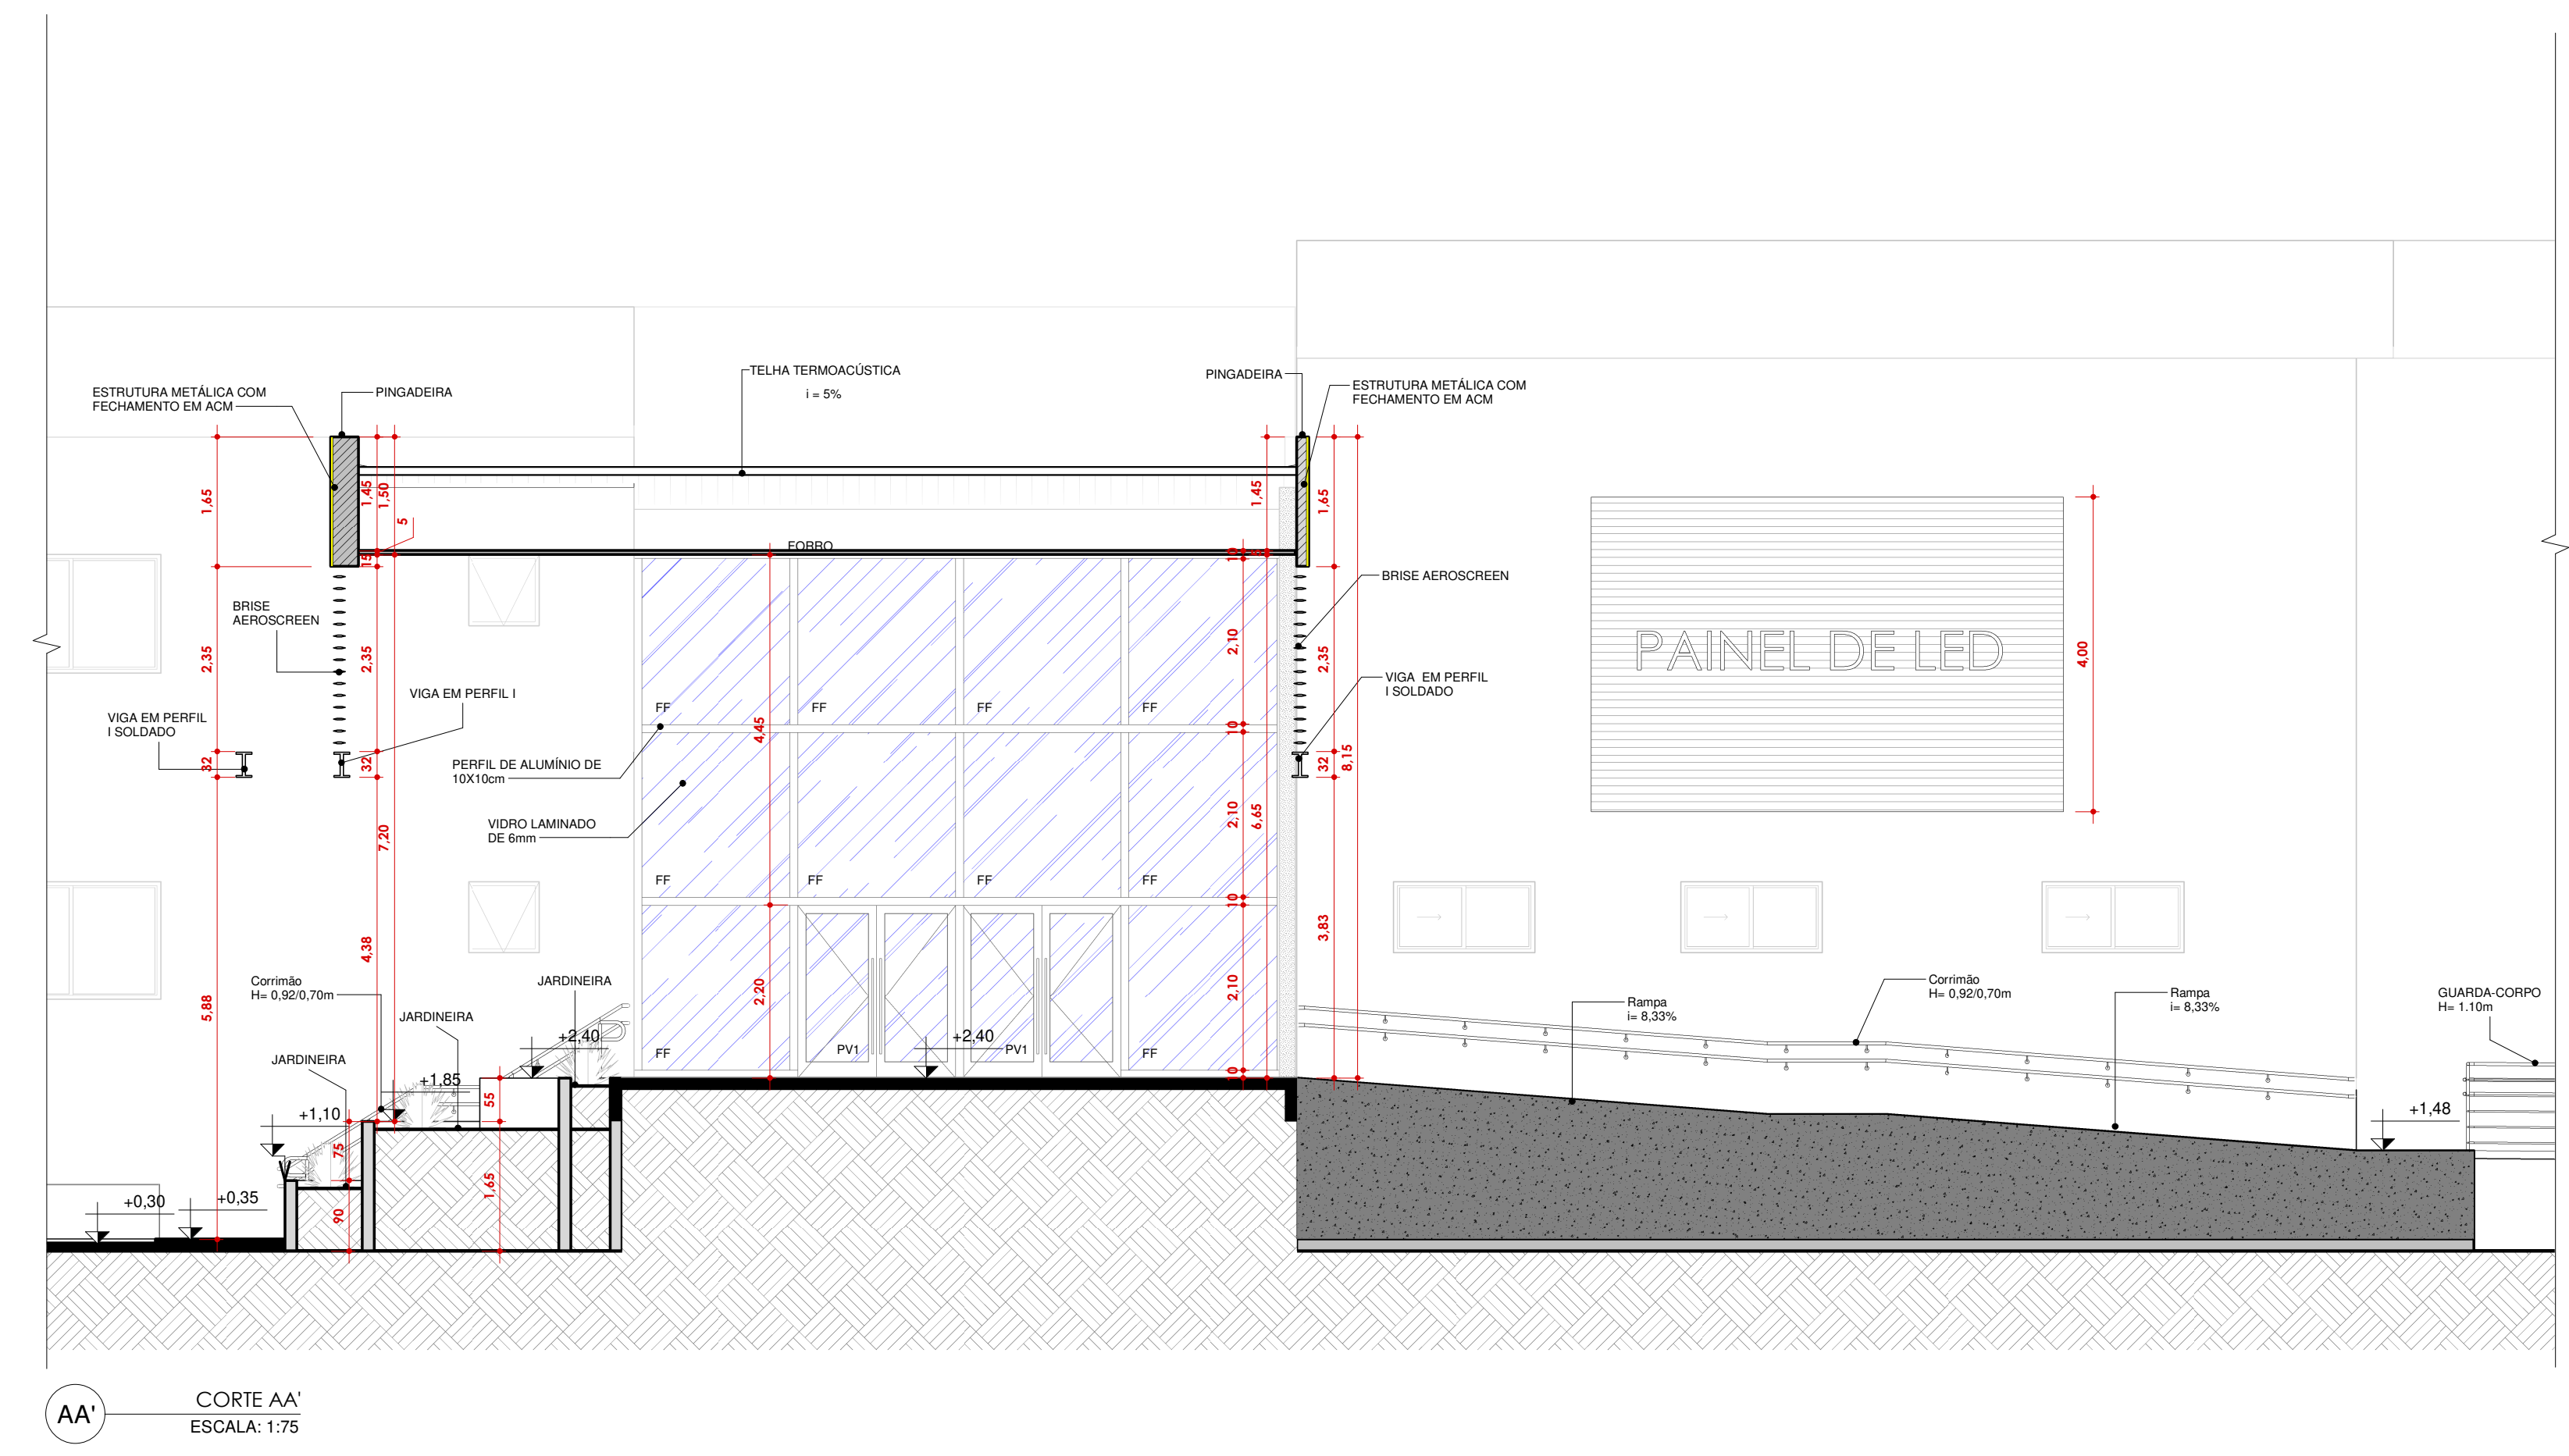 TELHA TERMOACÚSTICA
i = 5%
PINGADEIRA
ESTRUTURA METÁLICA COM
FECHAMENTO EM ACM
PINGADEIRA
ESTRUTURA METÁLICA COM
FECHAMENTO EM ACM
1,65
1,45
1,50
5
15
FORRO
1,45
10
5
1,65
BRISE
AEROSCREEN
2,35
2,35
VIGA EM PERFIL I
VIGA EM PERFIL
I SOLDADO
32
32
PERFIL DE ALUMÍNIO DE
10X10cm
VIDRO LAMINADO
DE 6mm
FF
FF
FF
FF
4,45
2,10
10
2,10
6,65
10
BRISE AEROSCREEN
2,35
VIGA  EM PERFIL
I SOLDADO
32
8,15
PAINEL DE LED
4,00
7,20
4,38
5,88
FF
FF
FF
FF
3,83
2,20
2,10
10
Corrimão
H= 0,92/0,70m
JARDINEIRA
JARDINEIRA
JARDINEIRA
+2,40
+2,40
FF
PV1
PV1
FF
+1,85
+1,10
55
75
1,65
90
+0,30
+0,35
Rampa
i= 8,33%
Corrimão
H= 0,92/0,70m
Rampa
i= 8,33%
GUARDA-CORPO
H= 1.10m
+1,48
AA'
CORTE AA'
ESCALA: 1:75